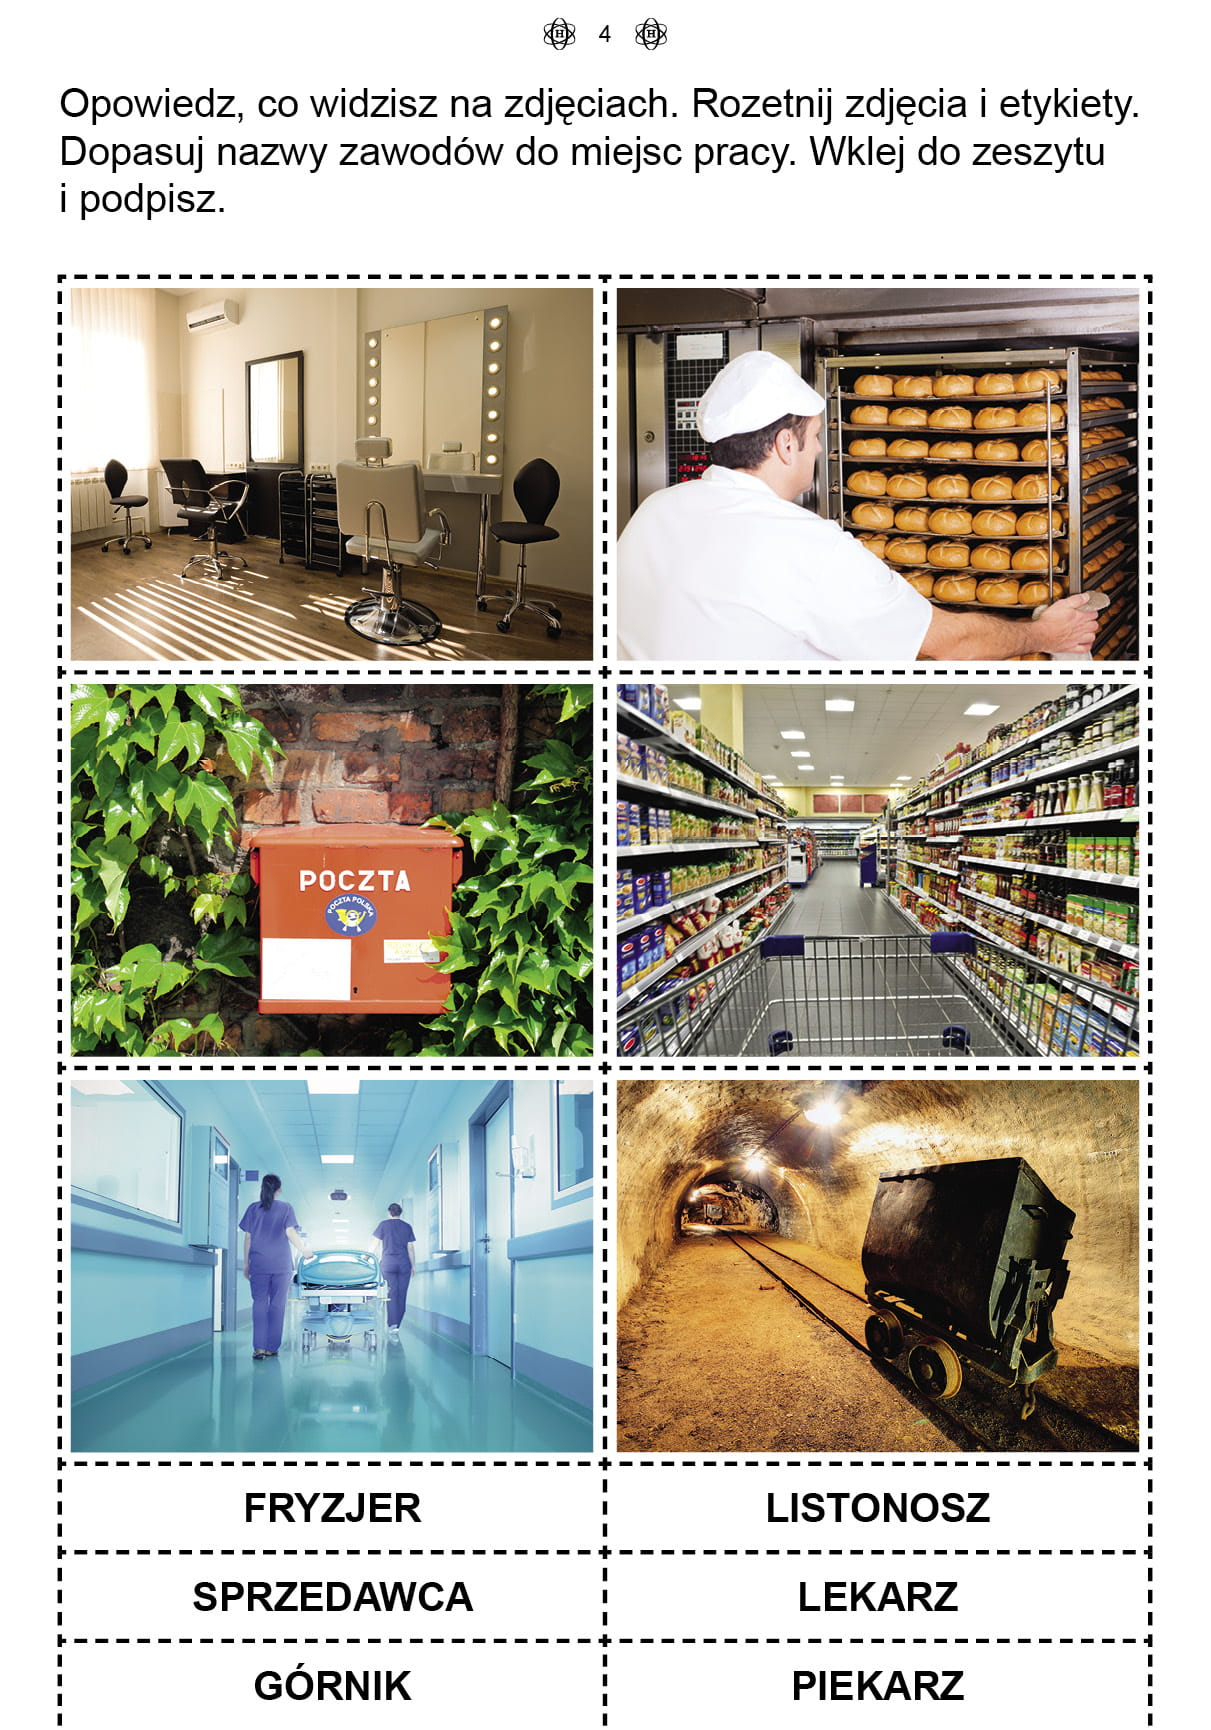 4
Opowiedz, co widzisz na zdjęciach. Rozetnij zdjęcia i etykiety.
Dopasuj nazwy zawodów do miejsc pracy. Wklej do zeszytu
i podpisz.
POCZTA
POCZTA POLSKA
FRYZJER
LISTONOSZ
SPRZEDAWCA
LEKARZ
GÓRNIK
PIEKARZ